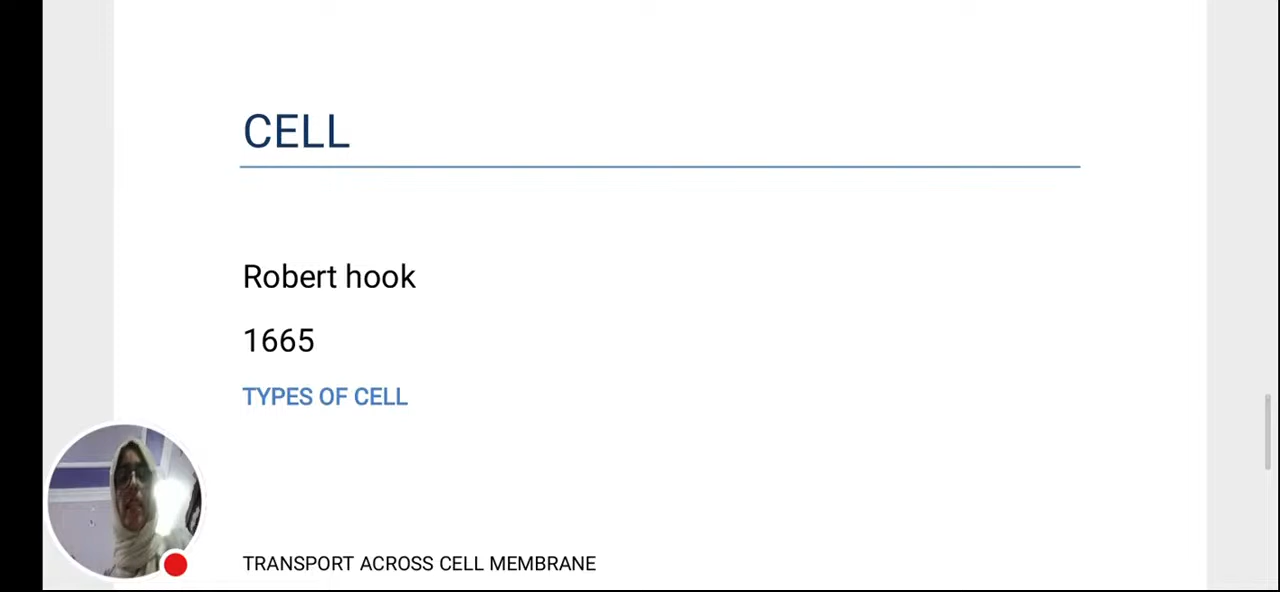 CELL
Robert hook
1665
TYPES OF CELL
TRANSPORT ACROSS CELL MEMBRANE